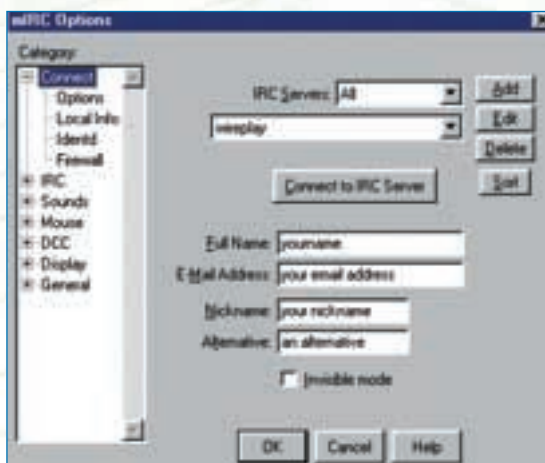 mIRC Options
Category:
Connect
Options
Local Info
Identd
Firewall
IRC
Sounds
Mouse
DCC
Display
General
IRC Servers: All
wireplay
Add
Edit
Delete
Sort
Connect to IRC Server
Full Name: yourname
E-Mail Address: your email address
Nickname: your nickname
Alternative: an alternative
Invisible mode
OK
Cancel
Help